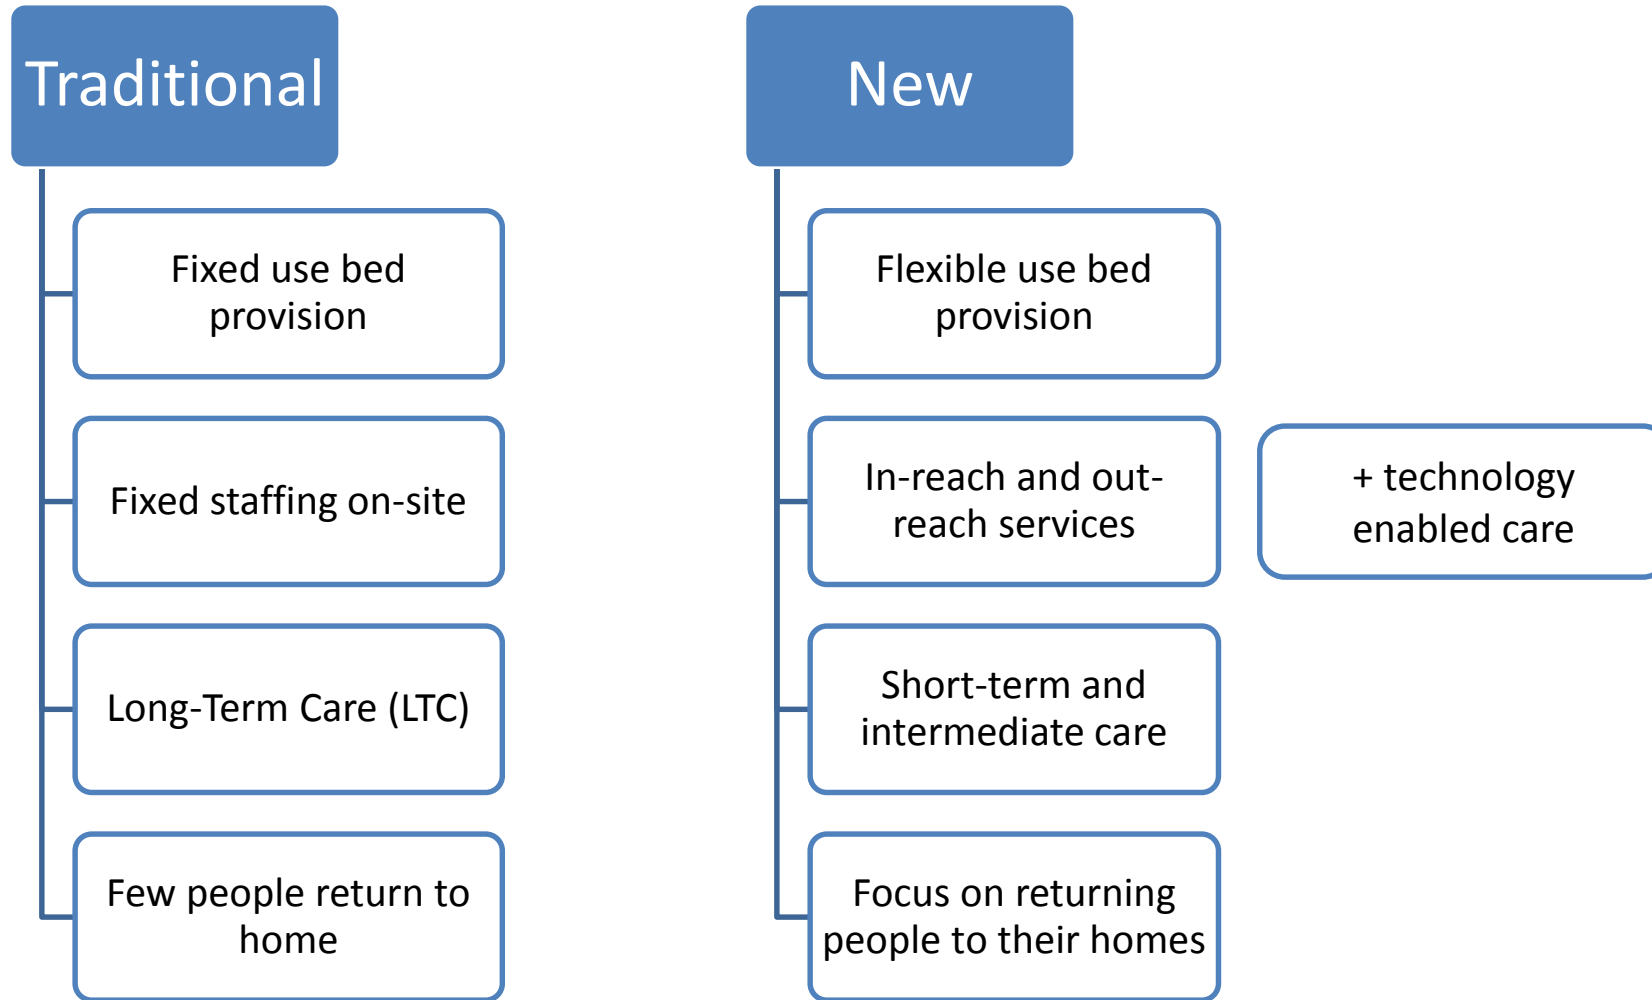 Traditional
Fixed use bed
provision
Fixed staffing on-site
Long-Term Care (LTC)
Few people return to
home
New
Flexible use bed
provision
In-reach and out-
reach services
+ technology
enabled care
Short-term and
intermediate care
Focus on returning
people to their homes